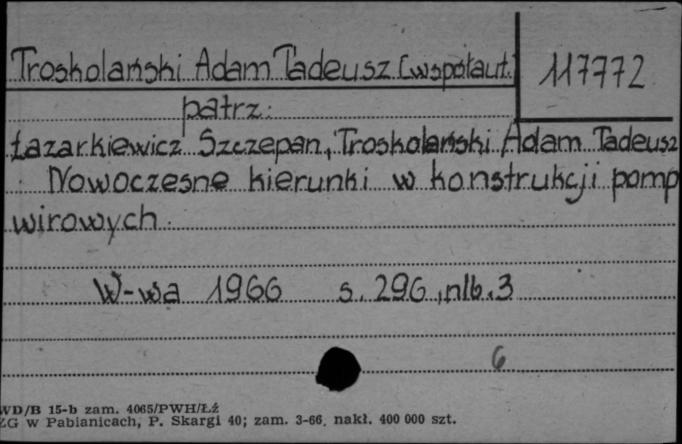 Troskolański Adam Tadeusz [współaut.] 117772
patrz:
Łazarkiewicz Szczepan, Troskolański Adam Tadeusz
Nowoczesne kierunki w konstrukcji pomp
wirowych.
W-wa 1966 s. 296, nlb. 3
6
WD/B 15-b zam. 4065/PWH/Łź
ŁG w Pabianicach, P. Skargi 40; zam. 3-66. nakł. 400 000 szt.